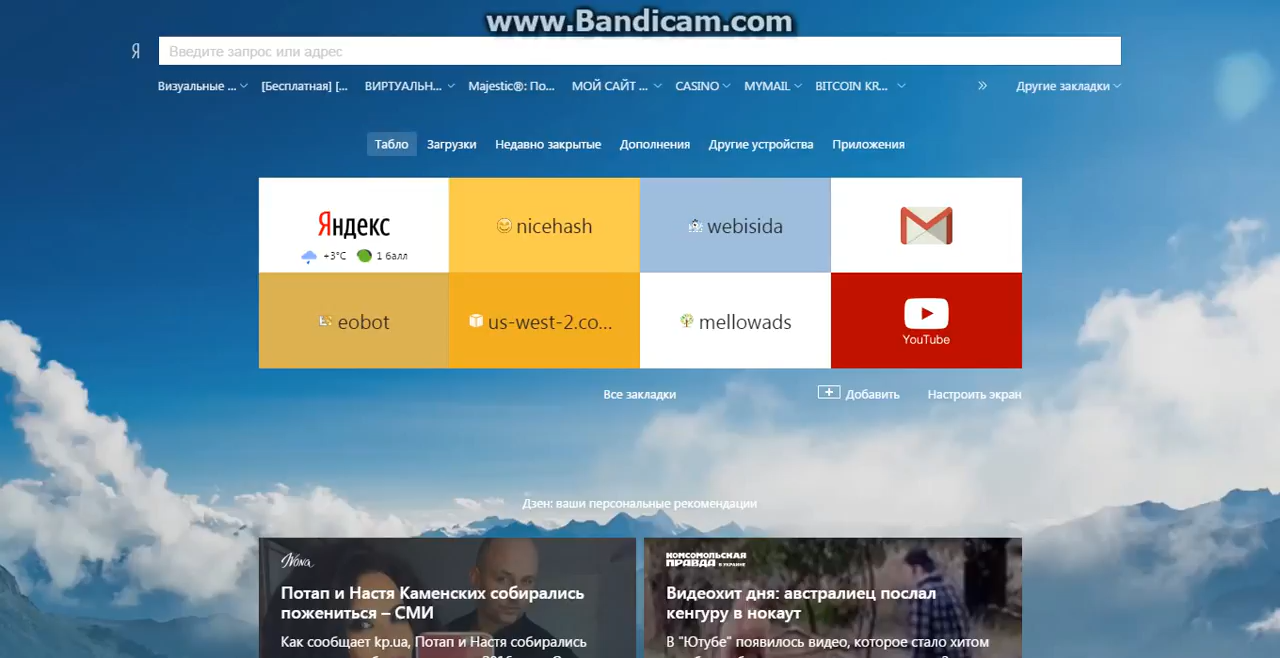 www.Bandicam.com
Я Введите запрос или адрес
Визуальные ... [Бесплатная] [... ВИРТУАЛЬН... Majestic®: По... МОЙ САЙТ ... CASINO MYMAIL BITCOIN KR... » Другие закладки
Табло Загрузки Недавно закрытые Дополнения Другие устройства Приложения
Яндекс
+3°C 1 балл
nicehash
webisida
eobot
us-west-2.co...
mellowads
YouTube
Все закладки Добавить Настроить экран
Дзен: ваши персональные рекомендации
Потап и Настя Каменских собирались
пожениться – СМИ
Как сообщает kp.ua, Потап и Настя собирались
КОМСОМОЛЬСКАЯ
ПРАВДА В УКРАИНЕ
Видеохит дня: австралиец послал
кенгуру в нокаут
В "Ютубе" появилось видео, которое стало хитом